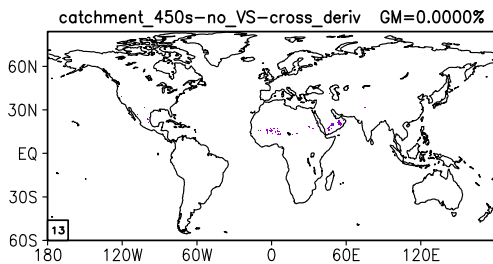 catchment_450s-no_VS-cross_deriv GM=0.0000%
60N
30N
EQ
30S
60S
13
180 120W 60W 0 60E 120E